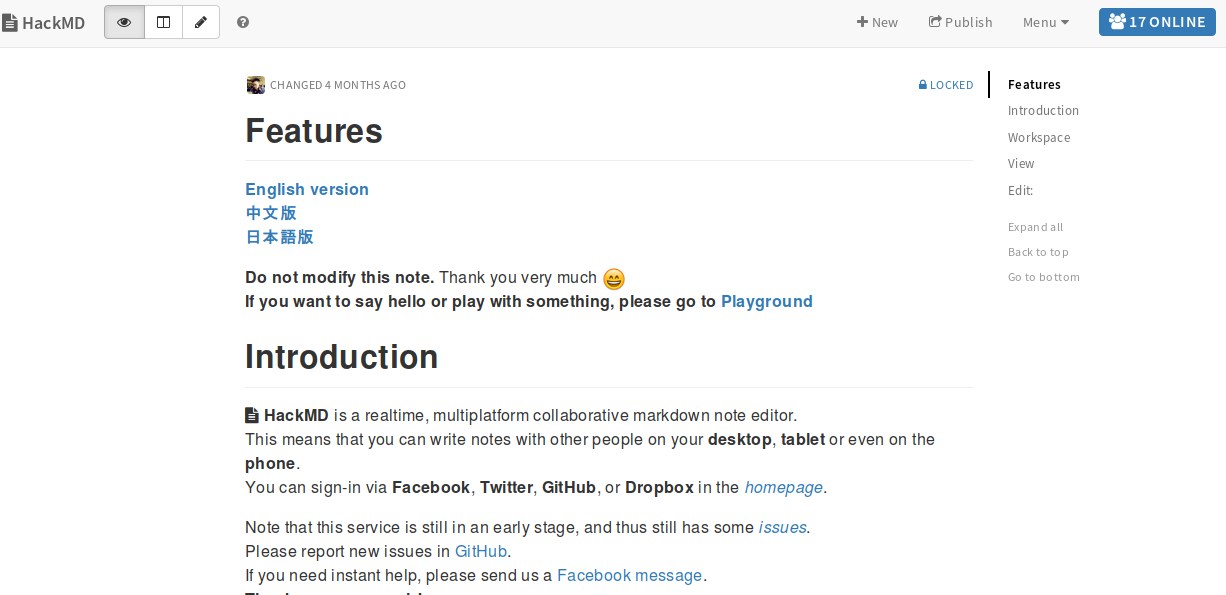 HackMD
New
Publish
Menu
17 ONLINE
CHANGED 4 MONTHS AGO
LOCKED
Features
English version
中文版
日本語版
Do not modify this note. Thank you very much 😄
If you want to say hello or play with something, please go to Playground
Introduction
HackMD is a realtime, multiplatform collaborative markdown note editor.
This means that you can write notes with other people on your desktop, tablet or even on the
phone.
You can sign-in via Facebook, Twitter, GitHub, or Dropbox in the homepage.
Note that this service is still in an early stage, and thus still has some issues.
Please report new issues in GitHub.
If you need instant help, please send us a Facebook message.
Features
Introduction
Workspace
View
Edit:
Expand all
Back to top
Go to bottom